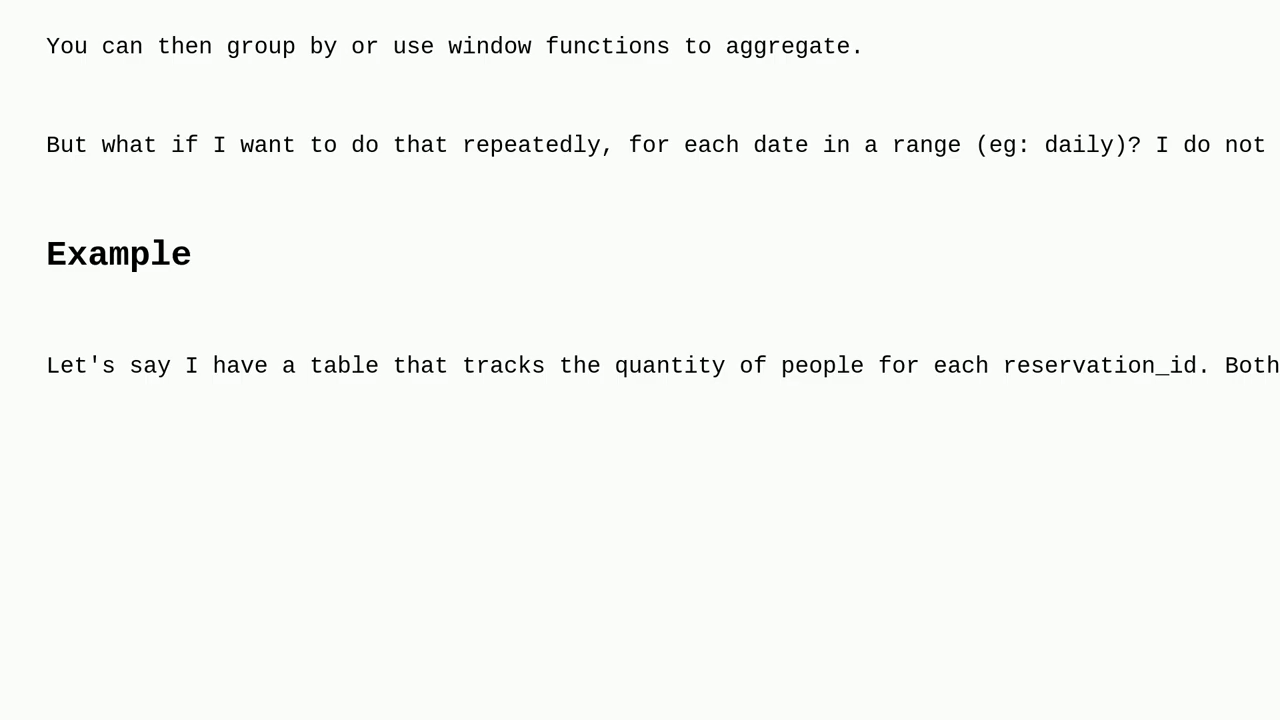 You can then group by or use window functions to aggregate.
But what if I want to do that repeatedly, for each date in a range (eg: daily)? I do not
Example
Let's say I have a table that tracks the quantity of people for each reservation_id. Both